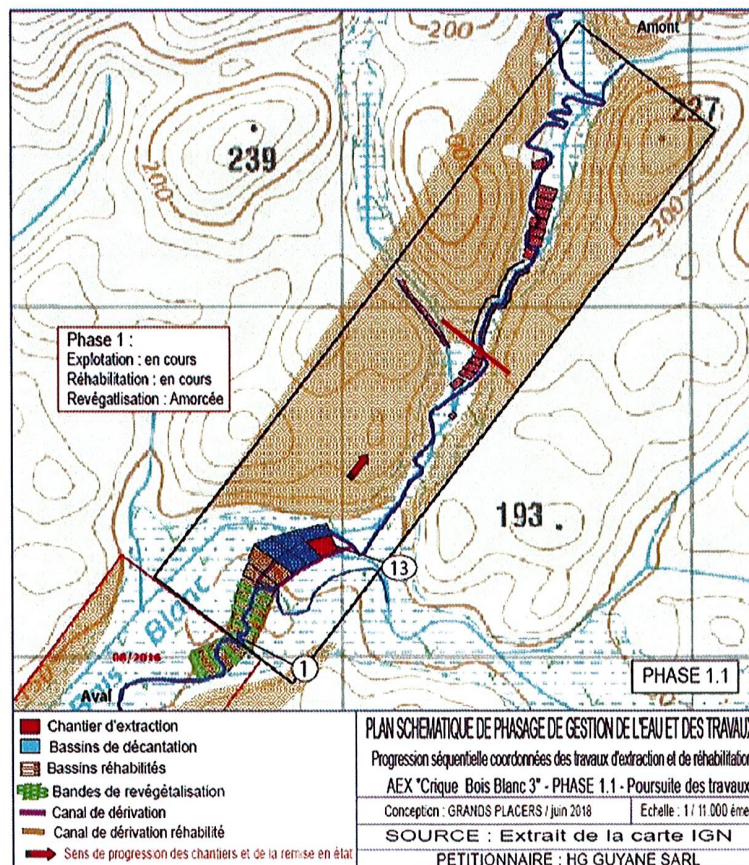 200
Amont
227
239
200
200
200
Phase 1 :
Explotation : en cours
Réhabilitation : en cours
Revégatlisation : Amorcée
193
13
Blanc
06/2016
1
Aval
PHASE 1.1
Chantier d'extraction
Bassins de décantation
Bassins réhabilités
Bandes de revégétalisation
Canal de dérivation
Canal de dérivation réhabilité
Sens de progression des chantiers et de la remise en état
PLAN SCHEMATIQUE DE PHASAGE DE GESTION DE L'EAU ET DES TRAVAUX
Progression séquentielle coordonnées des travaux d'extraction et de réhabilitation
AEX "Crique Bois Blanc 3" - PHASE 1.1 - Poursuite des travaux
Conception : GRANDS PLACERS / juin 2018
Echelle : 1 / 11.000 éme
SOURCE : Extrait de la carte IGN
PETITIONNAIRE : HG GUYANE SARL